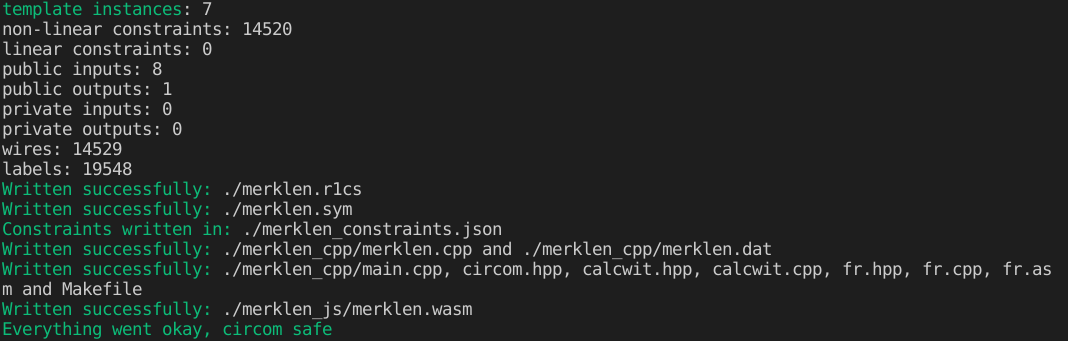 template instances: 7
non-linear constraints: 14520
linear constraints: 0
public inputs: 8
public outputs: 1
private inputs: 0
private outputs: 0
wires: 14529
labels: 19548
Written successfully: ./merklen.r1cs
Written successfully: ./merklen.sym
Constraints written in: ./merklen_constraints.json
Written successfully: ./merklen_cpp/merklen.cpp and ./merklen_cpp/merklen.dat
Written successfully: ./merklen_cpp/main.cpp, circom.hpp, calcwit.hpp, calcwit.cpp, fr.hpp, fr.cpp, fr.as
m and Makefile
Written successfully: ./merklen_js/merklen.wasm
Everything went okay, circom safe